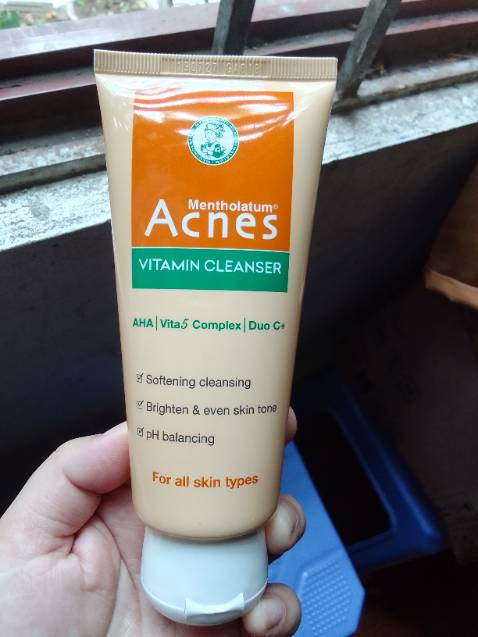 Mentholatum®
Acnes
VITAMIN CLEANSER
AHA | Vita5 Complex | Duo C+
☑ Softening cleansing
☑ Brighten & even skin tone
☑ pH balancing
For all skin types